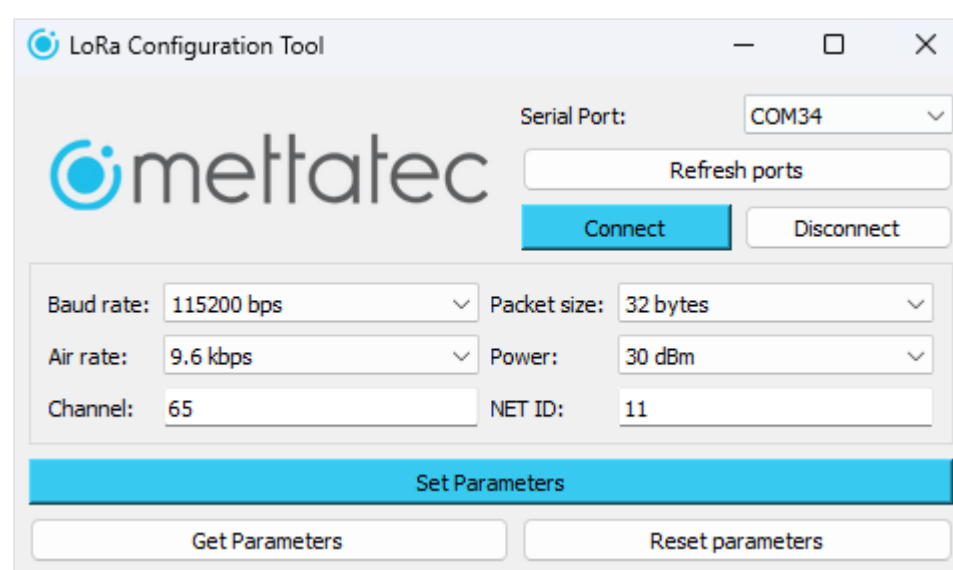 LoRa Configuration Tool
mettatec
Serial Port: COM34
Refresh ports
Connect Disconnect
Baud rate: 115200 bps Packet size: 32 bytes
Air rate: 9.6 kbps Power: 30 dBm
Channel: 65 NET ID: 11
Set Parameters
Get Parameters Reset parameters